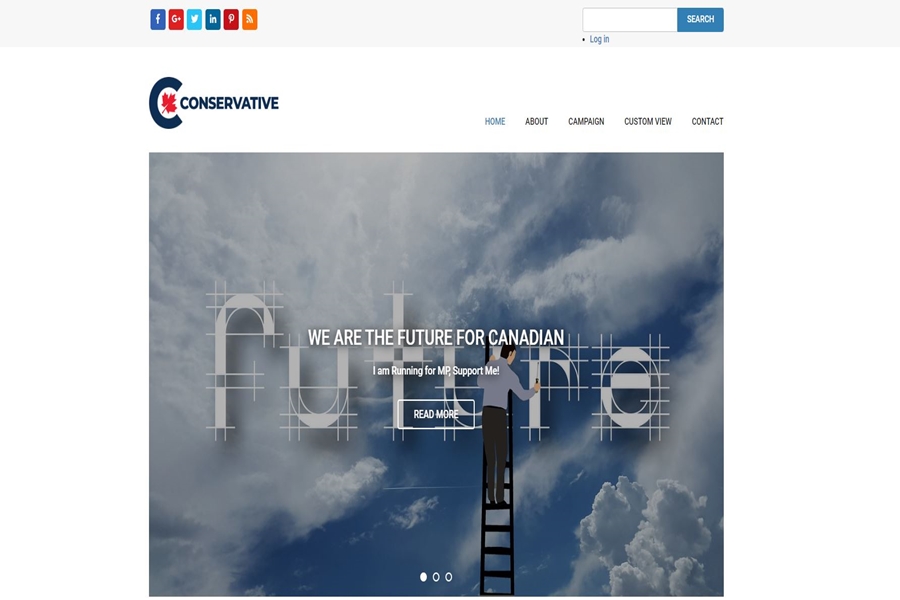 f G+ in
SEARCH
Log in
CONSERVATIVE
HOME ABOUT CAMPAIGN CUSTOM VIEW CONTACT
future
WE ARE THE FUTURE FOR CANADIAN
I am Running for MP, Support Me!
READ MORE